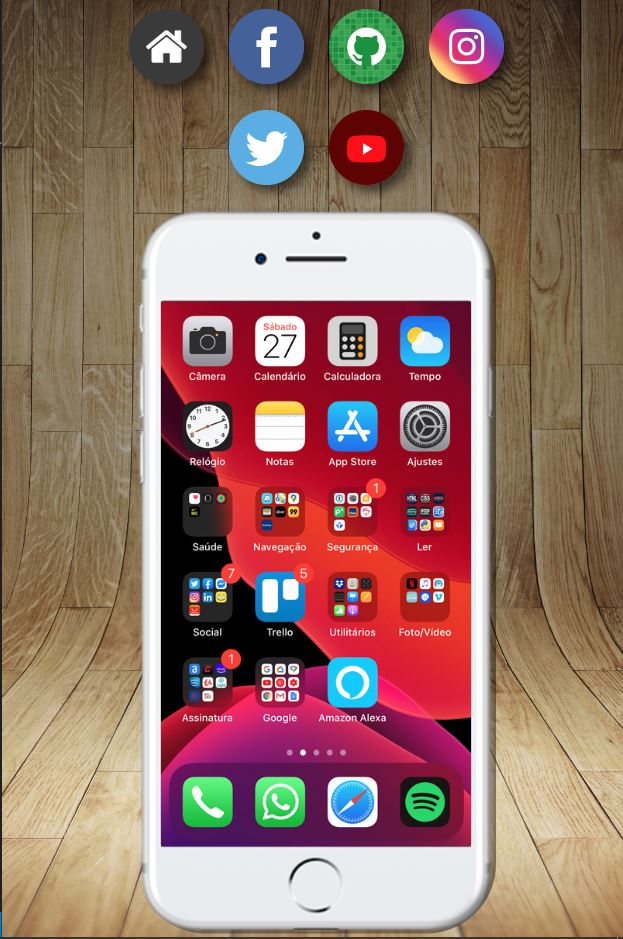 Sábado
27
Câmera
Calendário
Calculadora
Tempo
12
Relógio
Notas
App Store
Ajustes
1
Saúde
Navegação
Segurança
Ler
7
5
Social
Trello
Utilitários
Foto/Vídeo
1
Assinatura
Google
Amazon Alexa